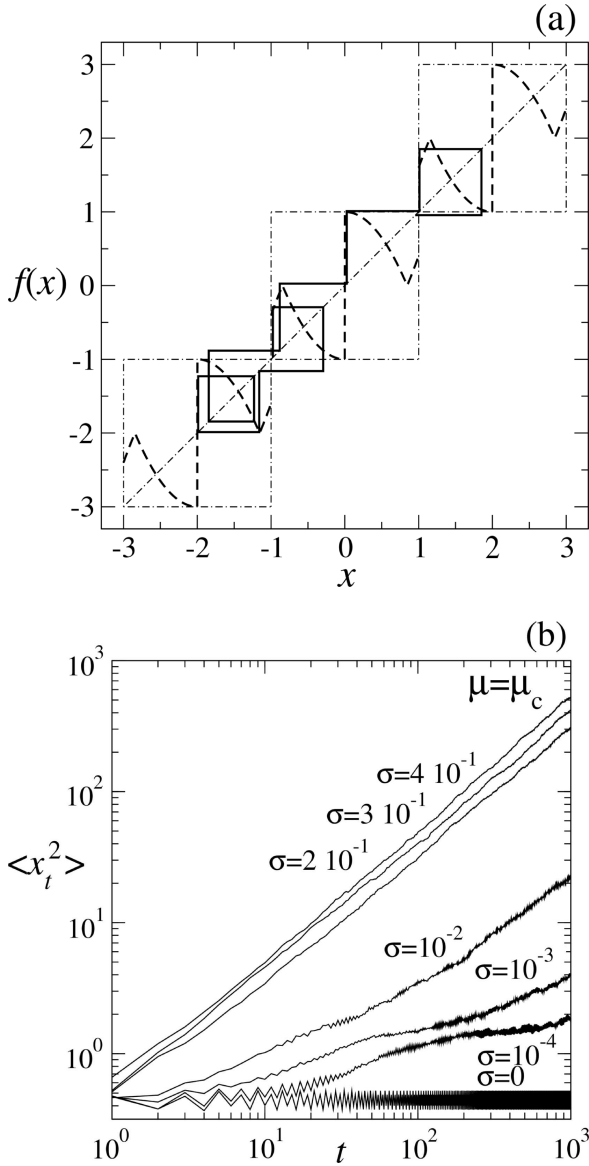 (a)
3
2
1
0
-1
-2
-3
f(x)
-3 -2 -1 0 1 2 3
x
(b)
10³
10²
10¹
10⁰
<xₜ²>
μ=μ_c
σ=4 10⁻¹
σ=3 10⁻¹
σ=2 10⁻¹
σ=10⁻²
σ=10⁻³
σ=10⁻⁴
σ=0
10⁰ 10¹ 10² 10³
t